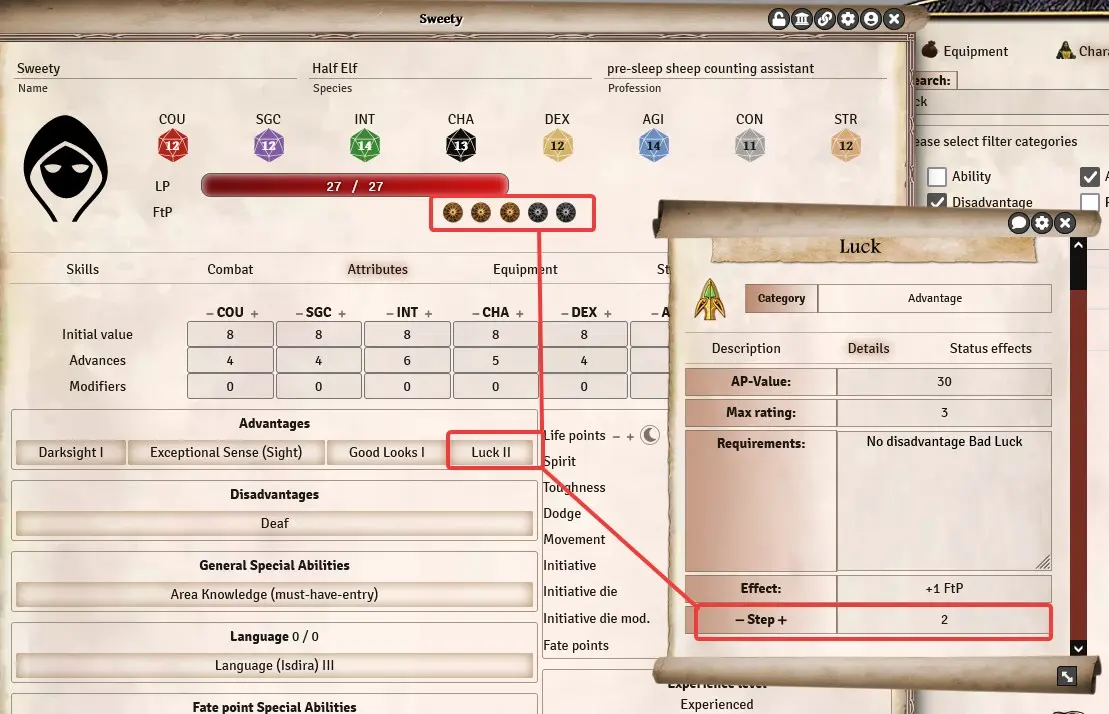 Sweety
Sweety
Half Elf
pre-sleep sheep counting assistant
Name
Species
Profession
COU
SGC
INT
CHA
DEX
AGI
CON
STR
12
12
14
13
12
14
11
12
LP
27 / 27
FtP
Skills
Combat
Attributes
Equipment
St
– COU +
– SGC +
– INT +
– CHA +
– DEX +
– A
Initial value
8
8
8
8
8
Advances
4
4
6
5
4
Modifiers
0
0
0
0
0
Advantages
Darksight I
Exceptional Sense (Sight)
Good Looks I
Luck II
Disadvantages
Deaf
General Special Abilities
Area Knowledge (must-have-entry)
Language 0 / 0
Language (Isdira) III
Fate point Special Abilities
Life points – +
Spirit
Toughness
Dodge
Movement
Initiative
Initiative die
Initiative die mod.
Fate points
Experience level
Experienced
Equipment
Chara
earch:
ck
ease select filter categories
Ability
A
Disadvantage
Luck
Category
Advantage
Description
Details
Status effects
AP-Value:
30
Max rating:
3
Requirements:
No disadvantage Bad Luck
Effect:
+1 FtP
– Step +
2